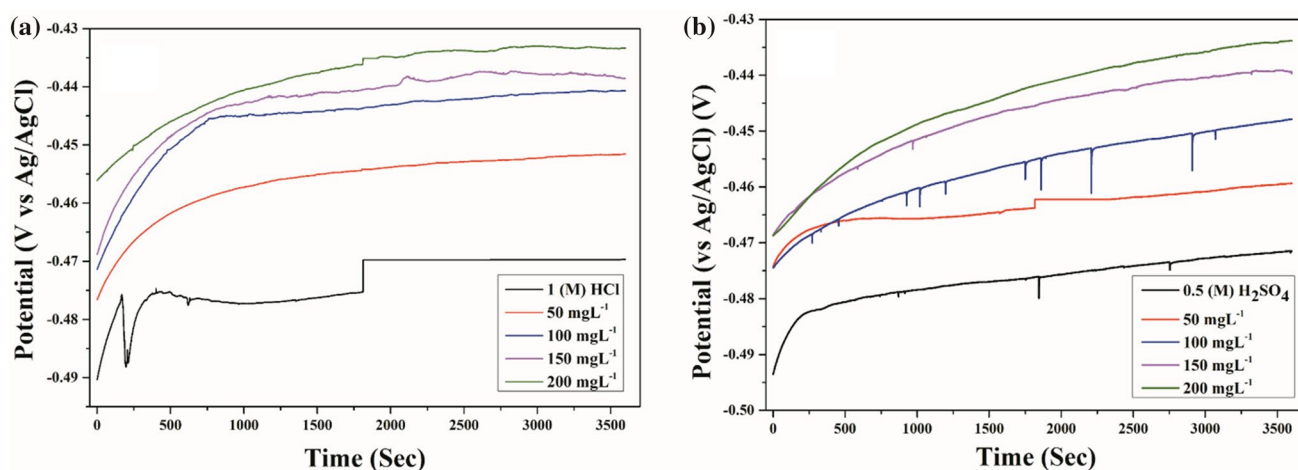 (a)
Potential (V vs Ag/AgCl)
-0.43
-0.44
-0.45
-0.46
-0.47
-0.48
-0.49
0 500 1000 1500 2000 2500 3000 3500
Time (Sec)
1 (M) HCl
50 mgL⁻¹
100 mgL⁻¹
150 mgL⁻¹
200 mgL⁻¹
(b)
Potential (vs Ag/AgCl) (V)
-0.43
-0.44
-0.45
-0.46
-0.47
-0.48
-0.49
-0.50
0 500 1000 1500 2000 2500 3000 3500
Time (Sec)
0.5 (M) H₂SO₄
50 mgL⁻¹
100 mgL⁻¹
150 mgL⁻¹
200 mgL⁻¹